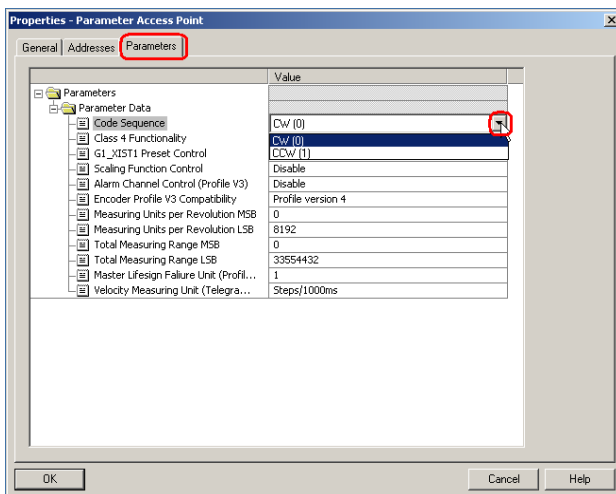 Properties - Parameter Access Point
General Addresses Parameters
Value
Parameters
Parameter Data
Code Sequence CW (0)
Class 4 Functionality CW (0)
G1_XIST1 Preset Control CCW (1)
Scaling Function Control Disable
Alarm Channel Control (Profile V3) Disable
Encoder Profile V3 Compatibility Profile version 4
Measuring Units per Revolution MSB 0
Measuring Units per Revolution LSB 8192
Total Measuring Range MSB 0
Total Measuring Range LSB 33554432
Master Lifesign Faliure Unit (Profil... 1
Velocity Measuring Unit (Telegra... Steps/1000ms
OK Cancel Help